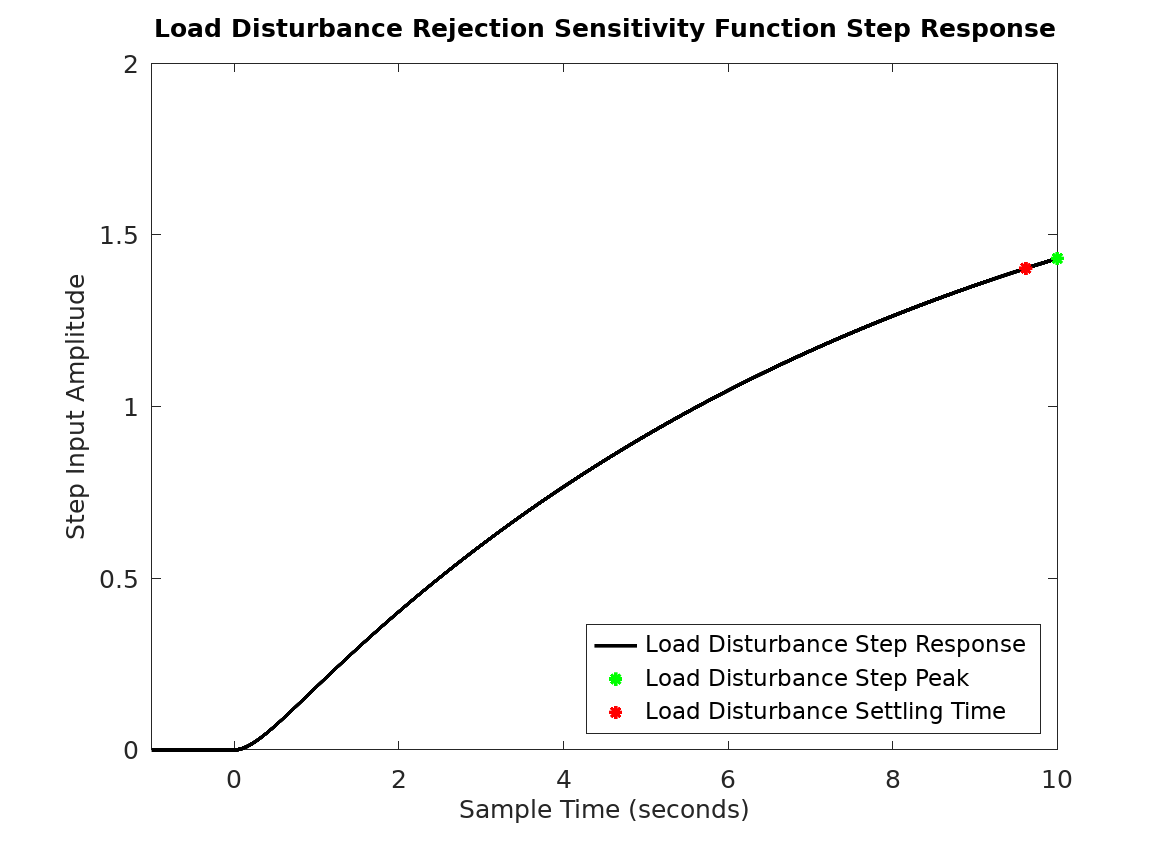 Load Disturbance Rejection Sensitivity Function Step Response
2
1.5
1
0.5
0
Step Input Amplitude
0 2 4 6 8 10
Sample Time (seconds)
Load Disturbance Step Response
Load Disturbance Step Peak
Load Disturbance Settling Time